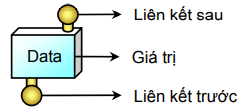 Liên kết sau
Data
Giá trị
Liên kết trước